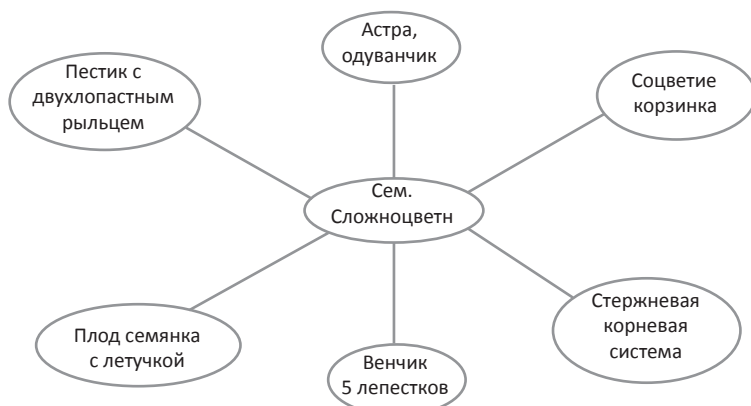 Астра,
одуванчик
Пестик с
двухлопастным
рыльцем
Соцветие
корзинка
Сем.
Сложноцветн
Плод семянка
с летучкой
Венчик
5 лепестков
Стержневая
корневая
система